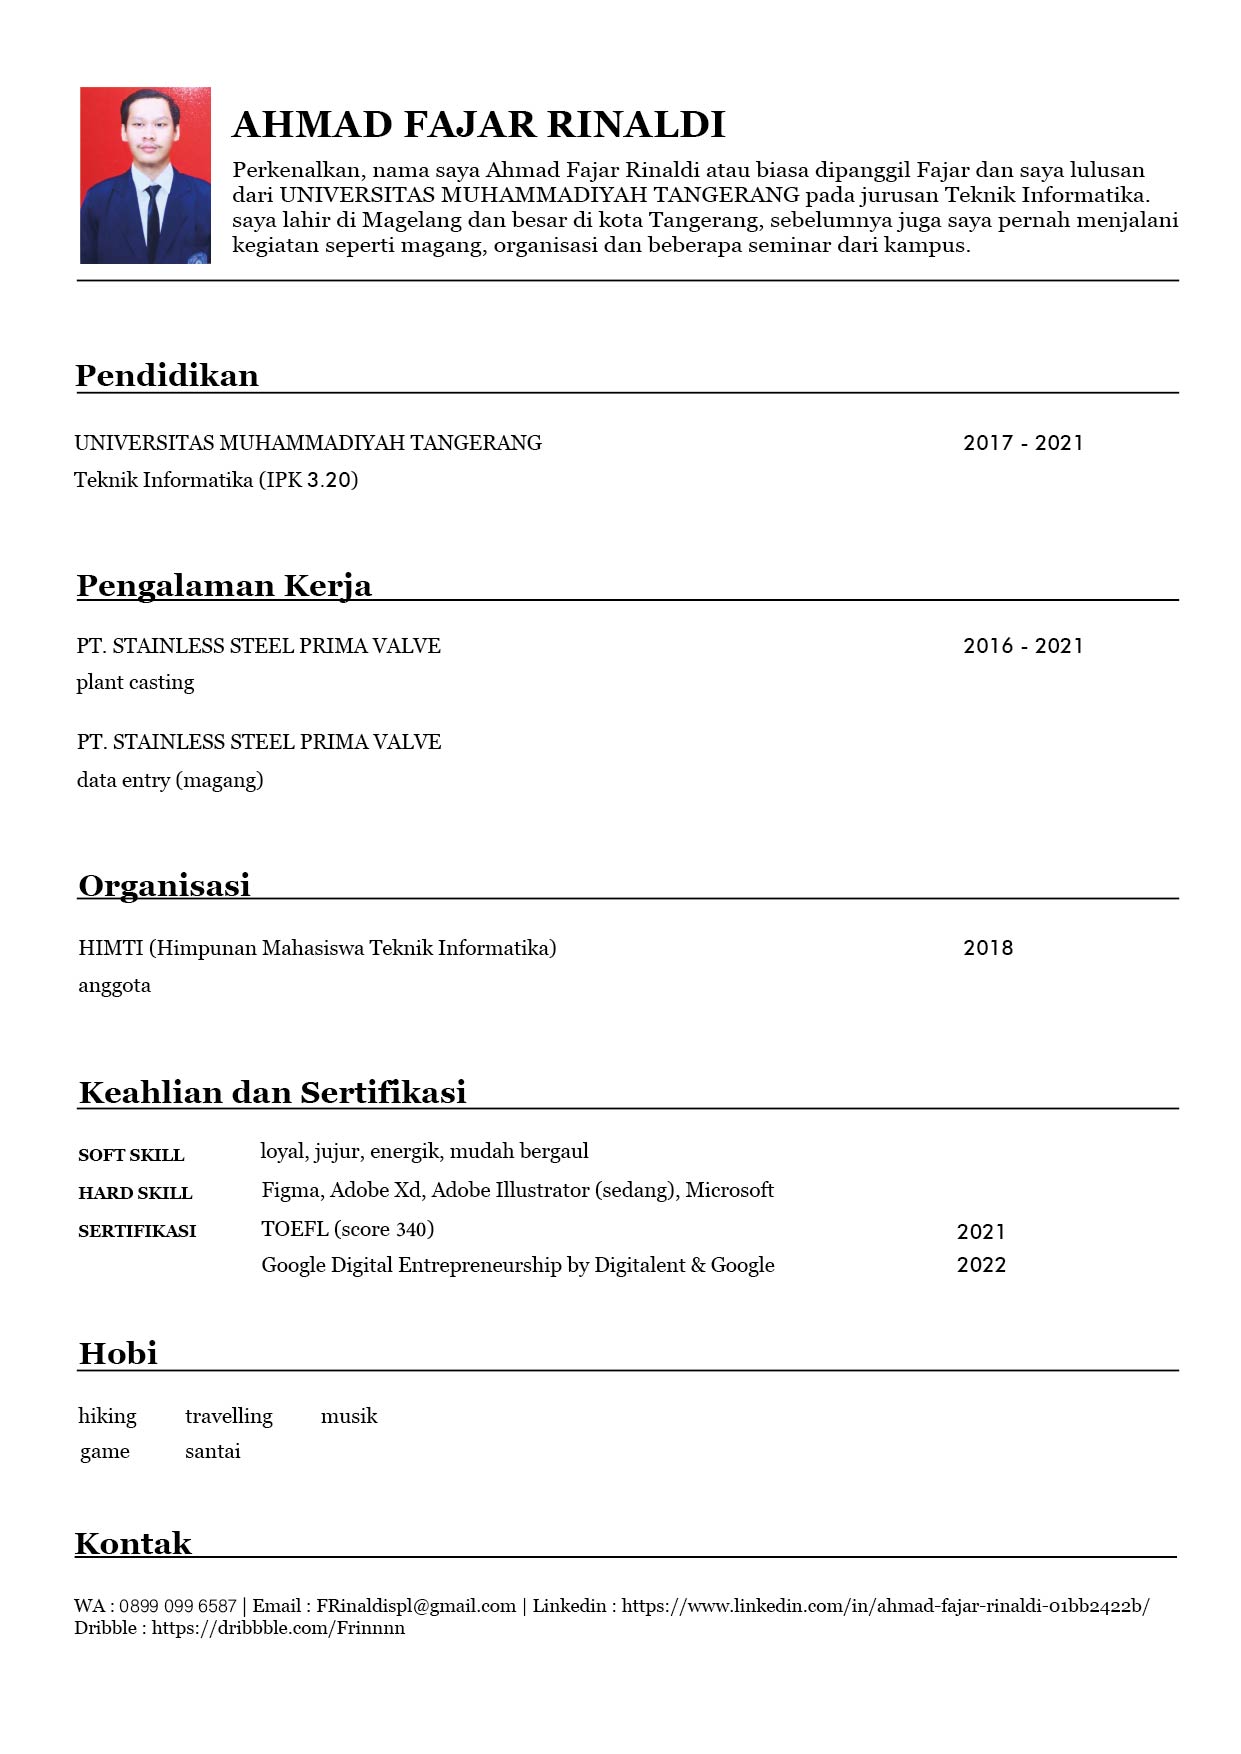 AHMAD FAJAR RINALDI
Perkenalkan, nama saya Ahmad Fajar Rinaldi atau biasa dipanggil Fajar dan saya lulusan
dari UNIVERSITAS MUHAMMADIYAH TANGERANG pada jurusan Teknik Informatika.
saya lahir di Magelang dan besar di kota Tangerang, sebelumnya juga saya pernah menjalani
kegiatan seperti magang, organisasi dan beberapa seminar dari kampus.
Pendidikan
UNIVERSITAS MUHAMMADIYAH TANGERANG 2017 - 2021
Teknik Informatika (IPK 3.20)
Pengalaman Kerja
PT. STAINLESS STEEL PRIMA VALVE 2016 - 2021
plant casting
PT. STAINLESS STEEL PRIMA VALVE
data entry (magang)
Organisasi
HIMTI (Himpunan Mahasiswa Teknik Informatika) 2018
anggota
Keahlian dan Sertifikasi
SOFT SKILL loyal, jujur, energik, mudah bergaul
HARD SKILL Figma, Adobe Xd, Adobe Illustrator (sedang), Microsoft
SERTIFIKASI TOEFL (score 340) 2021
Google Digital Entrepreneurship by Digitalent & Google 2022
Hobi
hiking travelling musik
game santai
Kontak
WA : 0899 099 6587 | Email : FRinaldispl@gmail.com | Linkedin : https://www.linkedin.com/in/ahmad-fajar-rinaldi-01bb2422b/
Dribble : https://dribbble.com/Frinnnn